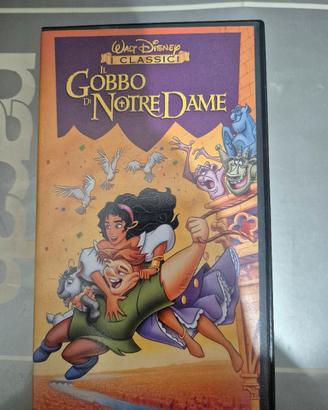 WALT DISNEY
I CLASSICI
IL
GOBBO
DI NOTRE DAME